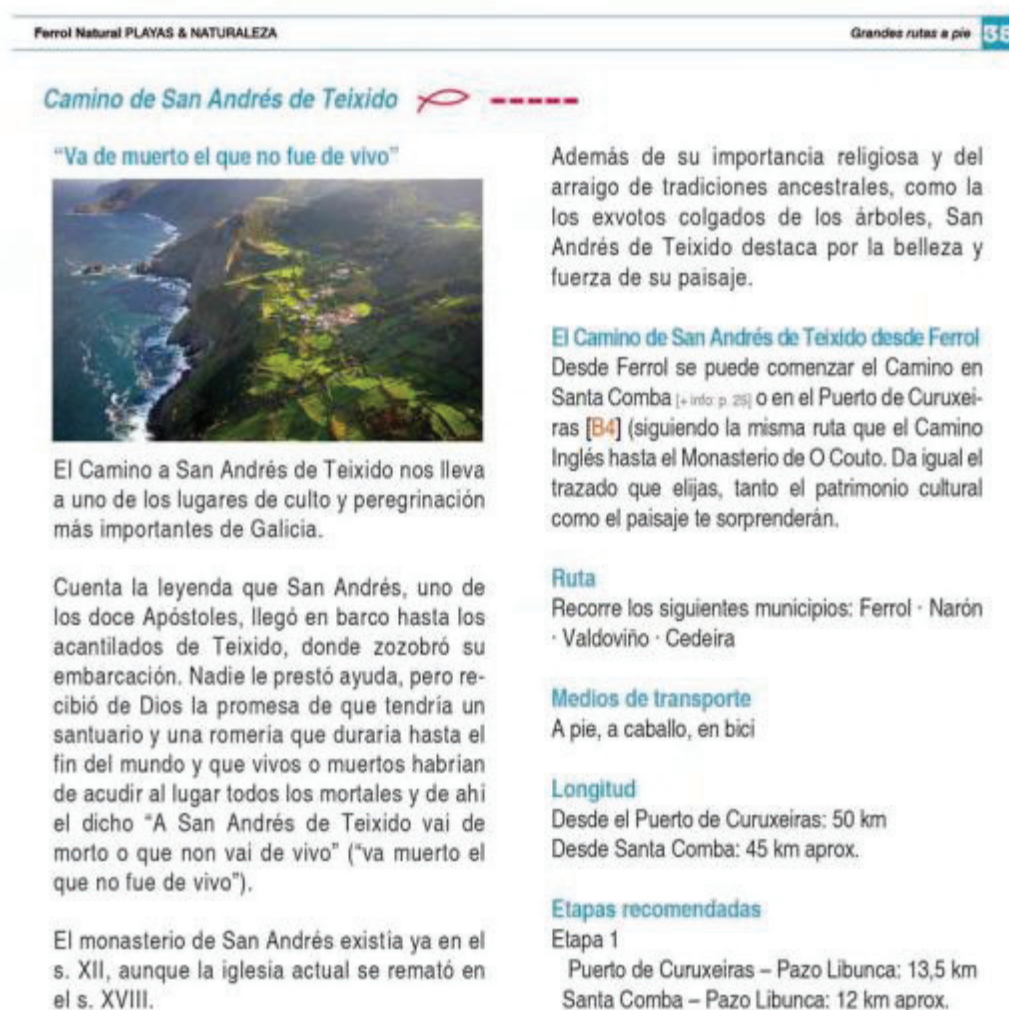 Ferrol Natural PLAYAS & NATURALEZA
Grandes rutas a pie 38
Camino de San Andrés de Teixido
“Va de muerto el que no fue de vivo”
El Camino a San Andrés de Teixido nos lleva
a uno de los lugares de culto y peregrinación
más importantes de Galicia.
Cuenta la leyenda que San Andrés, uno de
los doce Apóstoles, llegó en barco hasta los
acantilados de Teixido, donde zozobró su
embarcación. Nadie le prestó ayuda, pero re-
cibió de Dios la promesa de que tendría un
santuario y una romería que duraria hasta el
fin del mundo y que vivos o muertos habrían
de acudir al lugar todos los mortales y de ahí
el dicho “A San Andrés de Teixido vai de
morto o que non vai de vivo” (“va muerto el
que no fue de vivo”).
El monasterio de San Andrés existía ya en el
s. XII, aunque la iglesia actual se remató en
el s. XVIII.
Además de su importancia religiosa y del
arraigo de tradiciones ancestrales, como la
los exvotos colgados de los árboles, San
Andrés de Teixido destaca por la belleza y
fuerza de su paisaje.
El Camino de San Andrés de Teixido desde Ferrol
Desde Ferrol se puede comenzar el Camino en
Santa Comba [+ info: p. 25] o en el Puerto de Curuxei-
ras [B4] (siguiendo la misma ruta que el Camino
Inglés hasta el Monasterio de O Couto. Da igual el
trazado que elijas, tanto el patrimonio cultural
como el paisaje te sorprenderán.
Ruta
Recorre los siguientes municipios: Ferrol · Narón
· Valdoviño · Cedeira
Medios de transporte
A pie, a caballo, en bici
Longitud
Desde el Puerto de Curuxeiras: 50 km
Desde Santa Comba: 45 km aprox.
Etapas recomendadas
Etapa 1
Puerto de Curuxeiras – Pazo Libunca: 13,5 km
Santa Comba – Pazo Libunca: 12 km aprox.